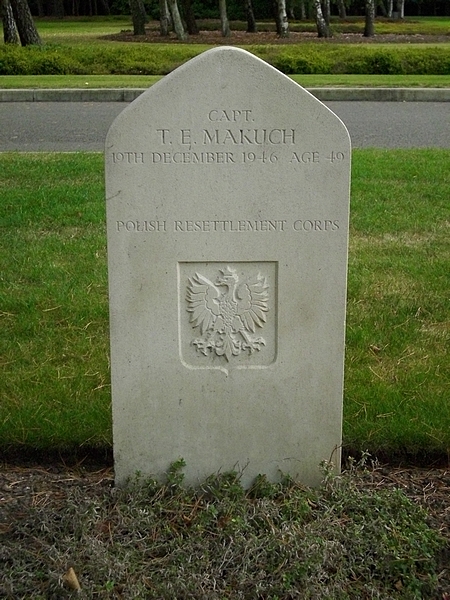 CAPT.
T. E. MAKUCH
19TH DECEMBER 1946 AGE 49
POLISH RESETTLEMENT CORPS